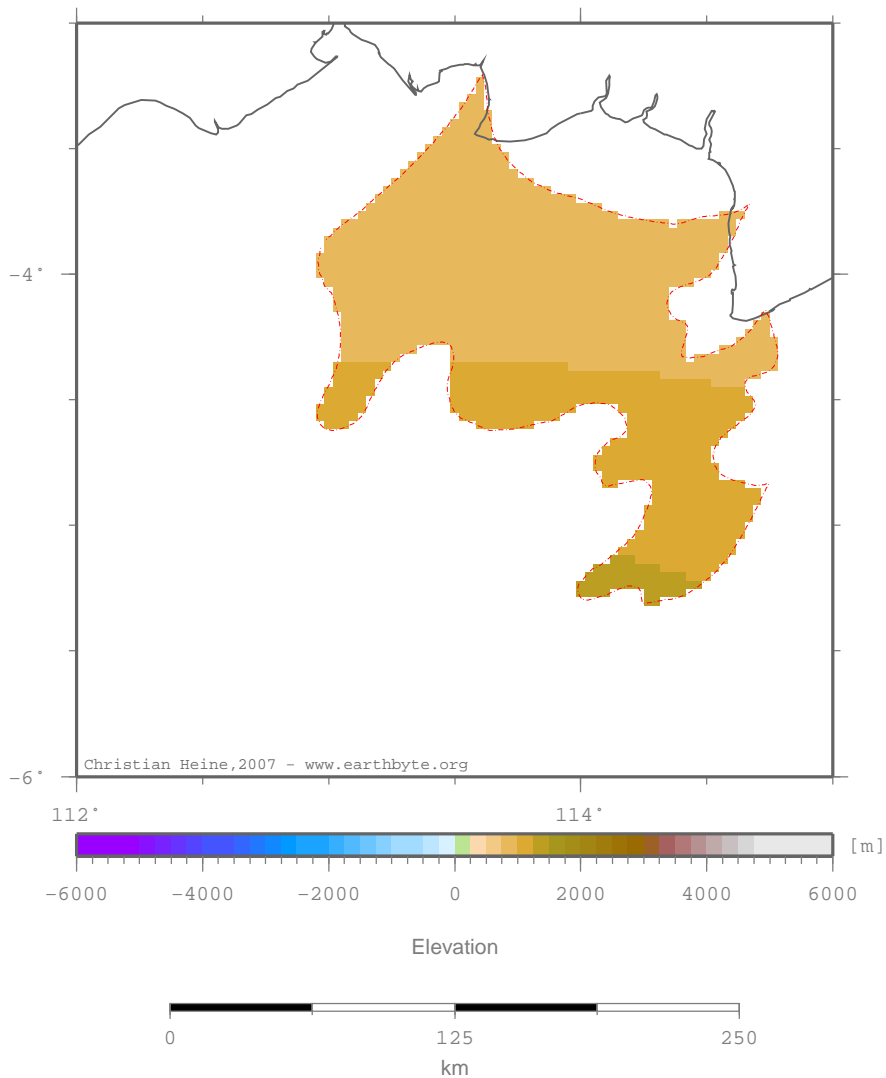 -4°
-6°
Christian Heine,2007 - www.earthbyte.org
112° 114°
[m]
-6000 -4000 -2000 0 2000 4000 6000
Elevation
0 125 250
km